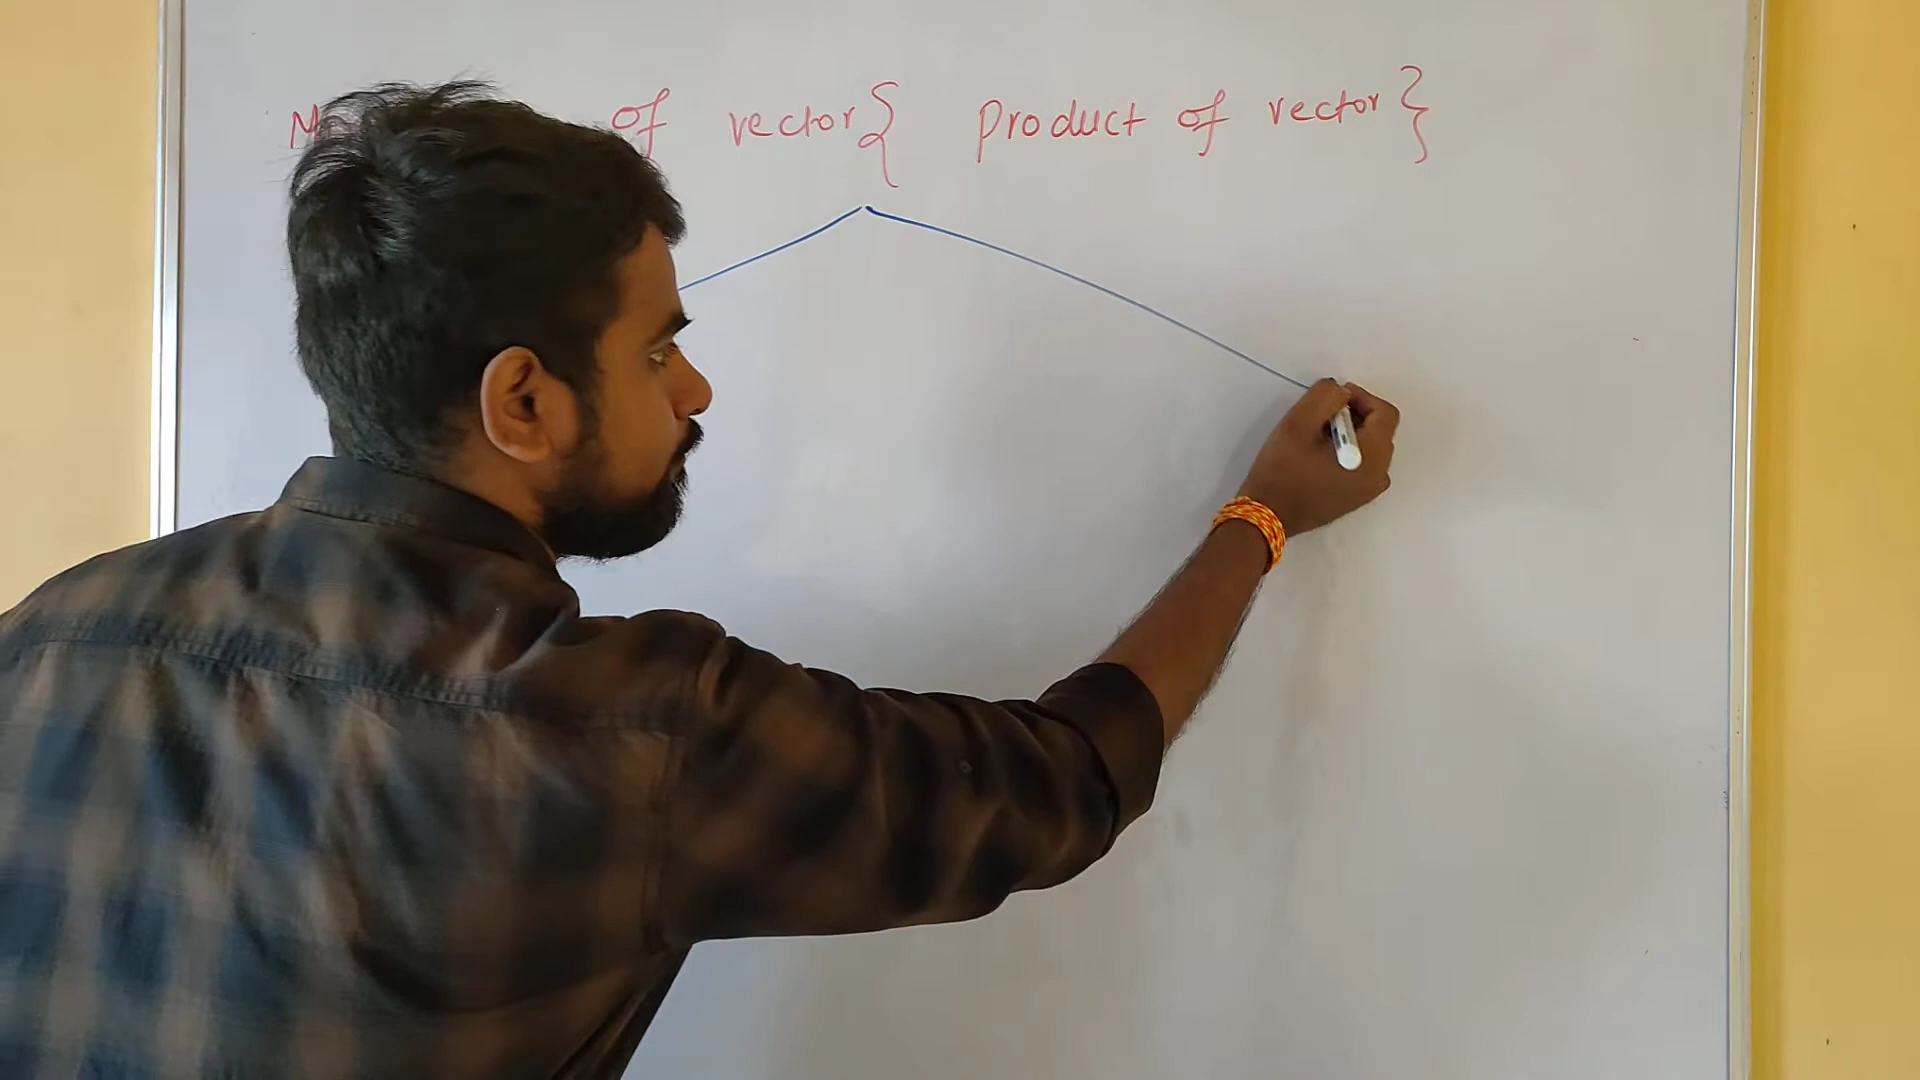 of vector { Product of vector }